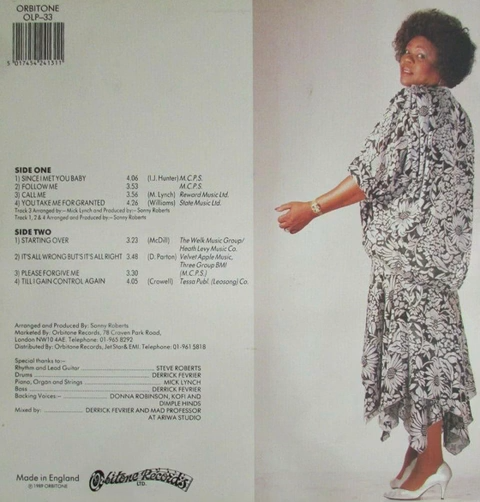 ORBITONE
OLP-33
5 017434 241311
SIDE ONE
1) SINCE I MET YOU BABY 4.06 (I.J. Hunter) M.C.P.S.
2) FOLLOW ME 3.53 M.C.P.S.
3) CALL ME 3.56 (M. Lynch) Reward Music Ltd.
4) YOU TAKE ME FOR GRANTED 4.26 (Williams) State Music Ltd.
Track 3 Arranged by:- Mick Lynch and Produced by:- Sonny Roberts
Track 1, 2 & 4 Arranged and Produced by:- Sonny Roberts
SIDE TWO
1) STARTING OVER 3.23 (McDill) The Welk Music Group/
Heath Levy Music Co.
2) IT'S ALL WRONG BUT'S IT'S ALL RIGHT 3.48 (D. Parton) Velvet Apple Music,
Three Group BMI
3) PLEASE FORGIVE ME 3.30 (M.C.P.S.)
4) TILL I GAIN CONTROL AGAIN 4.05 (Crowell) Tessa Publ. (Leosong) Co.
Arranged and Produced By: Sonny Roberts
Marketed By: Orbitone Records, 78 Craven Park Road,
London NW10 4AE. Telephone: 01-965 8292
Distributed By: Orbitone Records, Jet Star & EMI. Telephone: 01-961 5818
Special thanks to:-
Rhythm and Lead Guitar STEVE ROBERTS
Drums DERRICK FEVRIER
Piano, Organ and Strings MICK LYNCH
Bass DERRICK FEVRIER
Backing Voices:- DONNA ROBINSON, KOFI AND
DIMPLE HINDS
Mixed by: DERRICK FEVRIER AND MAD PROFESSOR
AT ARIWA STUDIO
Made in England
© 1989 ORBITONE
Orbitone Records
LTD.